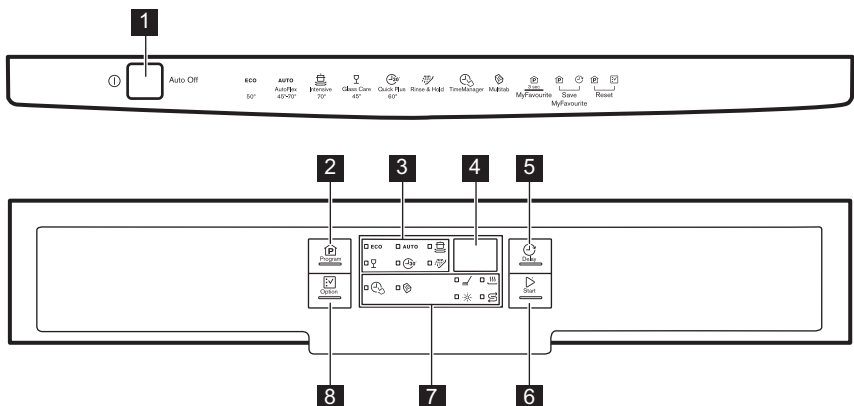 1
Auto Off
ECO
50°
AUTO
AutoFlex
45°-70°
Intensive
70°
Glass Care
45°
30'
Quick Plus
60°
Rinse & Hold
TimeManager
Multitab
P
3 sec
MyFavourite
P
Save
MyFavourite
P
Reset
2
3
4
5
P
Program
ECO
AUTO
30'
Delay
Option
Start
8
7
6